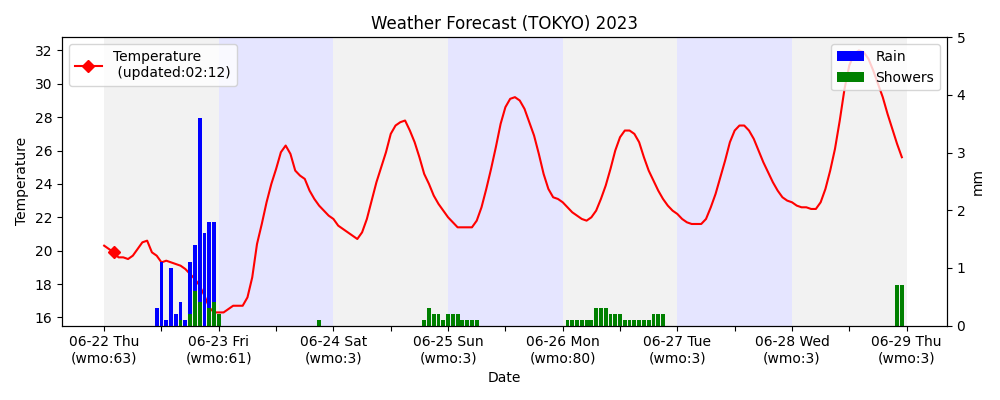 Weather Forecast (TOKYO) 2023
Temperature
(updated:02:12)
Rain
Showers
Temperature
32
30
28
26
24
22
20
18
16
5
4
3
2
1
0
mm
06-22 Thu
(wmo:63)
06-23 Fri
(wmo:61)
06-24 Sat
(wmo:3)
06-25 Sun
(wmo:3)
06-26 Mon
(wmo:80)
06-27 Tue
(wmo:3)
06-28 Wed
(wmo:3)
06-29 Thu
(wmo:3)
Date